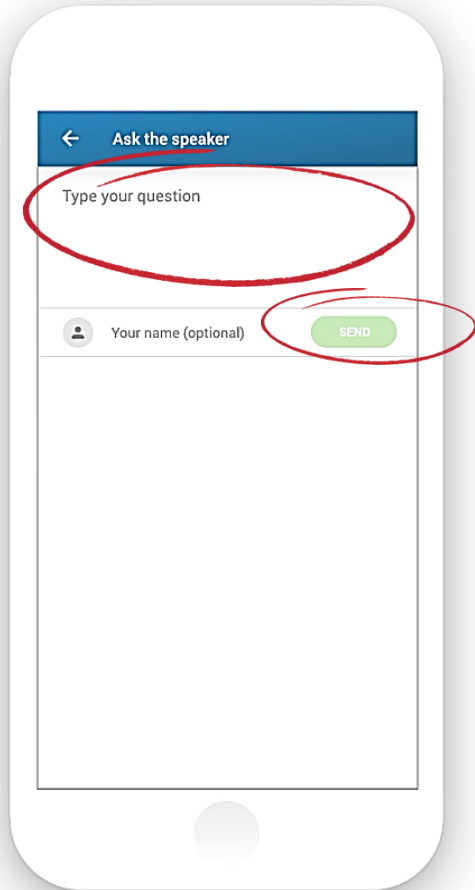 Ask the speaker
Type your question
Your name (optional)
SEND